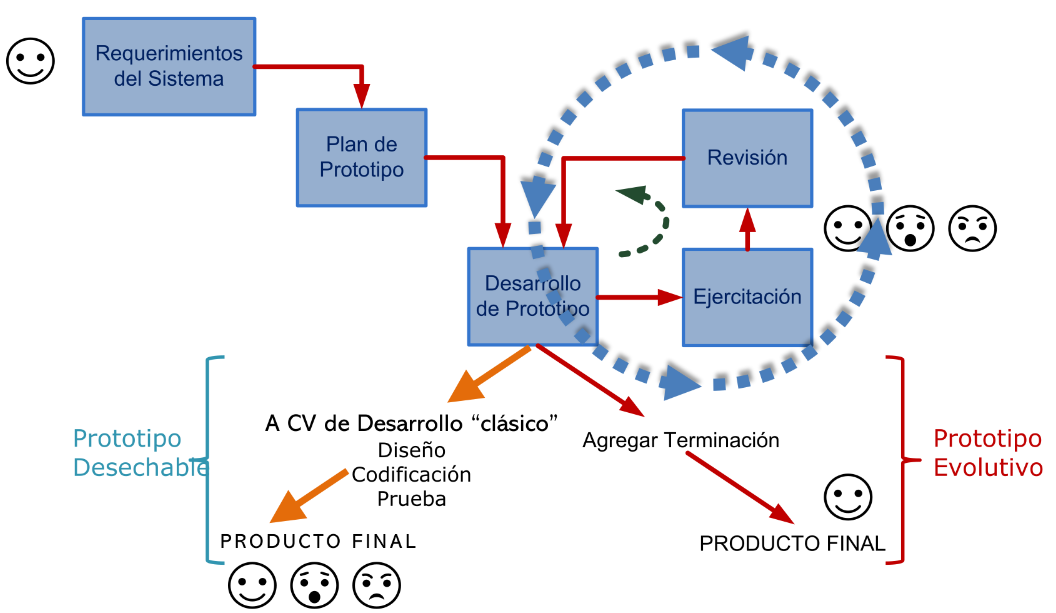 Requerimientos
del Sistema
Plan de
Prototipo
Revisión
Desarrollo
de Prototipo
Ejercitación
A CV de Desarrollo “clásico”
Diseño
Codificación
Prueba
Agregar Terminación
Prototipo
Desechable
Prototipo
Evolutivo
PRODUCTO FINAL
PRODUCTO FINAL